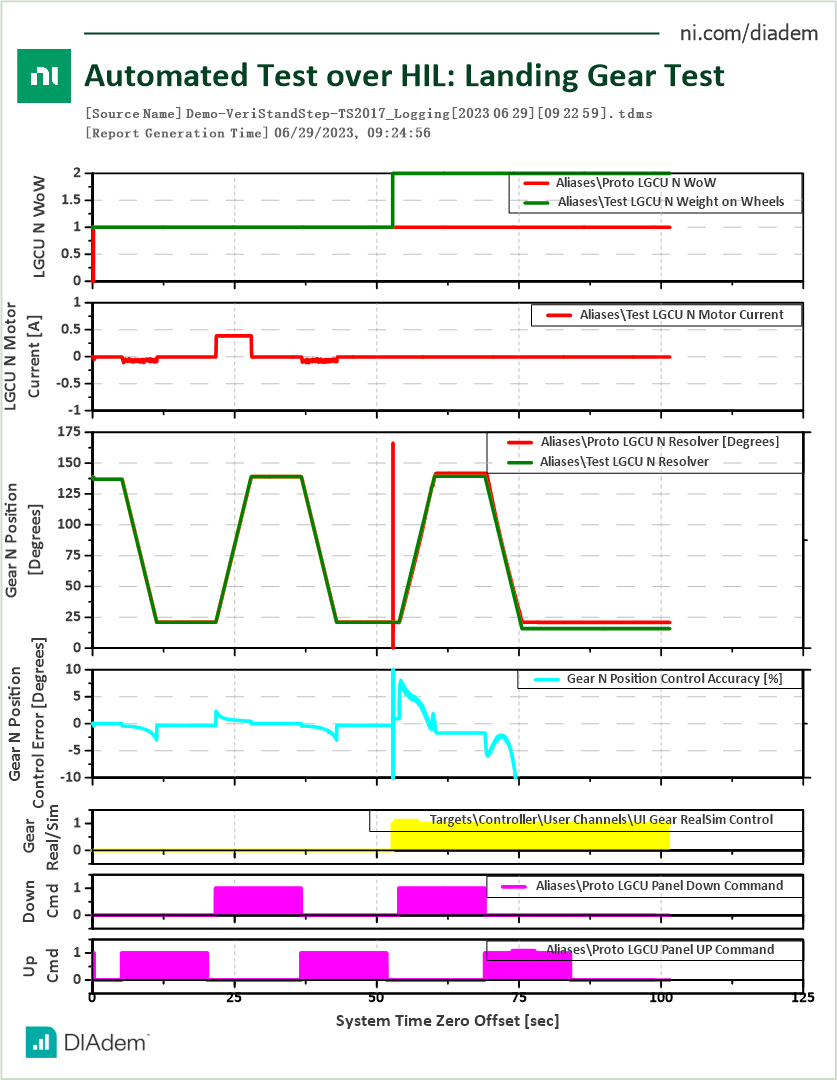 ni.com/diadem
ni
Automated Test over HIL: Landing Gear Test
[Source Name] Demo-VeriStandStep-TS2017_Logging[2023 06 29][09 22 59].tdms
[Report Generation Time] 06/29/2023, 09:24:56
LGCU N WoW
2
1.5
1
0.5
0
Aliases\Proto LGCU N WoW
Aliases\Test LGCU N Weight on Wheels
LGCU N Motor
Current [A]
1
0.5
0
-0.5
-1
Aliases\Test LGCU N Motor Current
Gear N Position
[Degrees]
175
150
125
100
75
50
25
0
Aliases\Proto LGCU N Resolver [Degrees]
Aliases\Test LGCU N Resolver
Gear N Position
Control Error [Degrees]
10
5
0
-5
-10
Gear N Position Control Accuracy [%]
Gear
Real/Sim
1
0
Targets\Controller\User Channels\UI Gear RealSim Control
Down
Cmd
1
0
Aliases\Proto LGCU Panel Down Command
Up
Cmd
1
0
Aliases\Proto LGCU Panel UP Command
0 25 50 75 100 125
System Time Zero Offset [sec]
DIAdem™